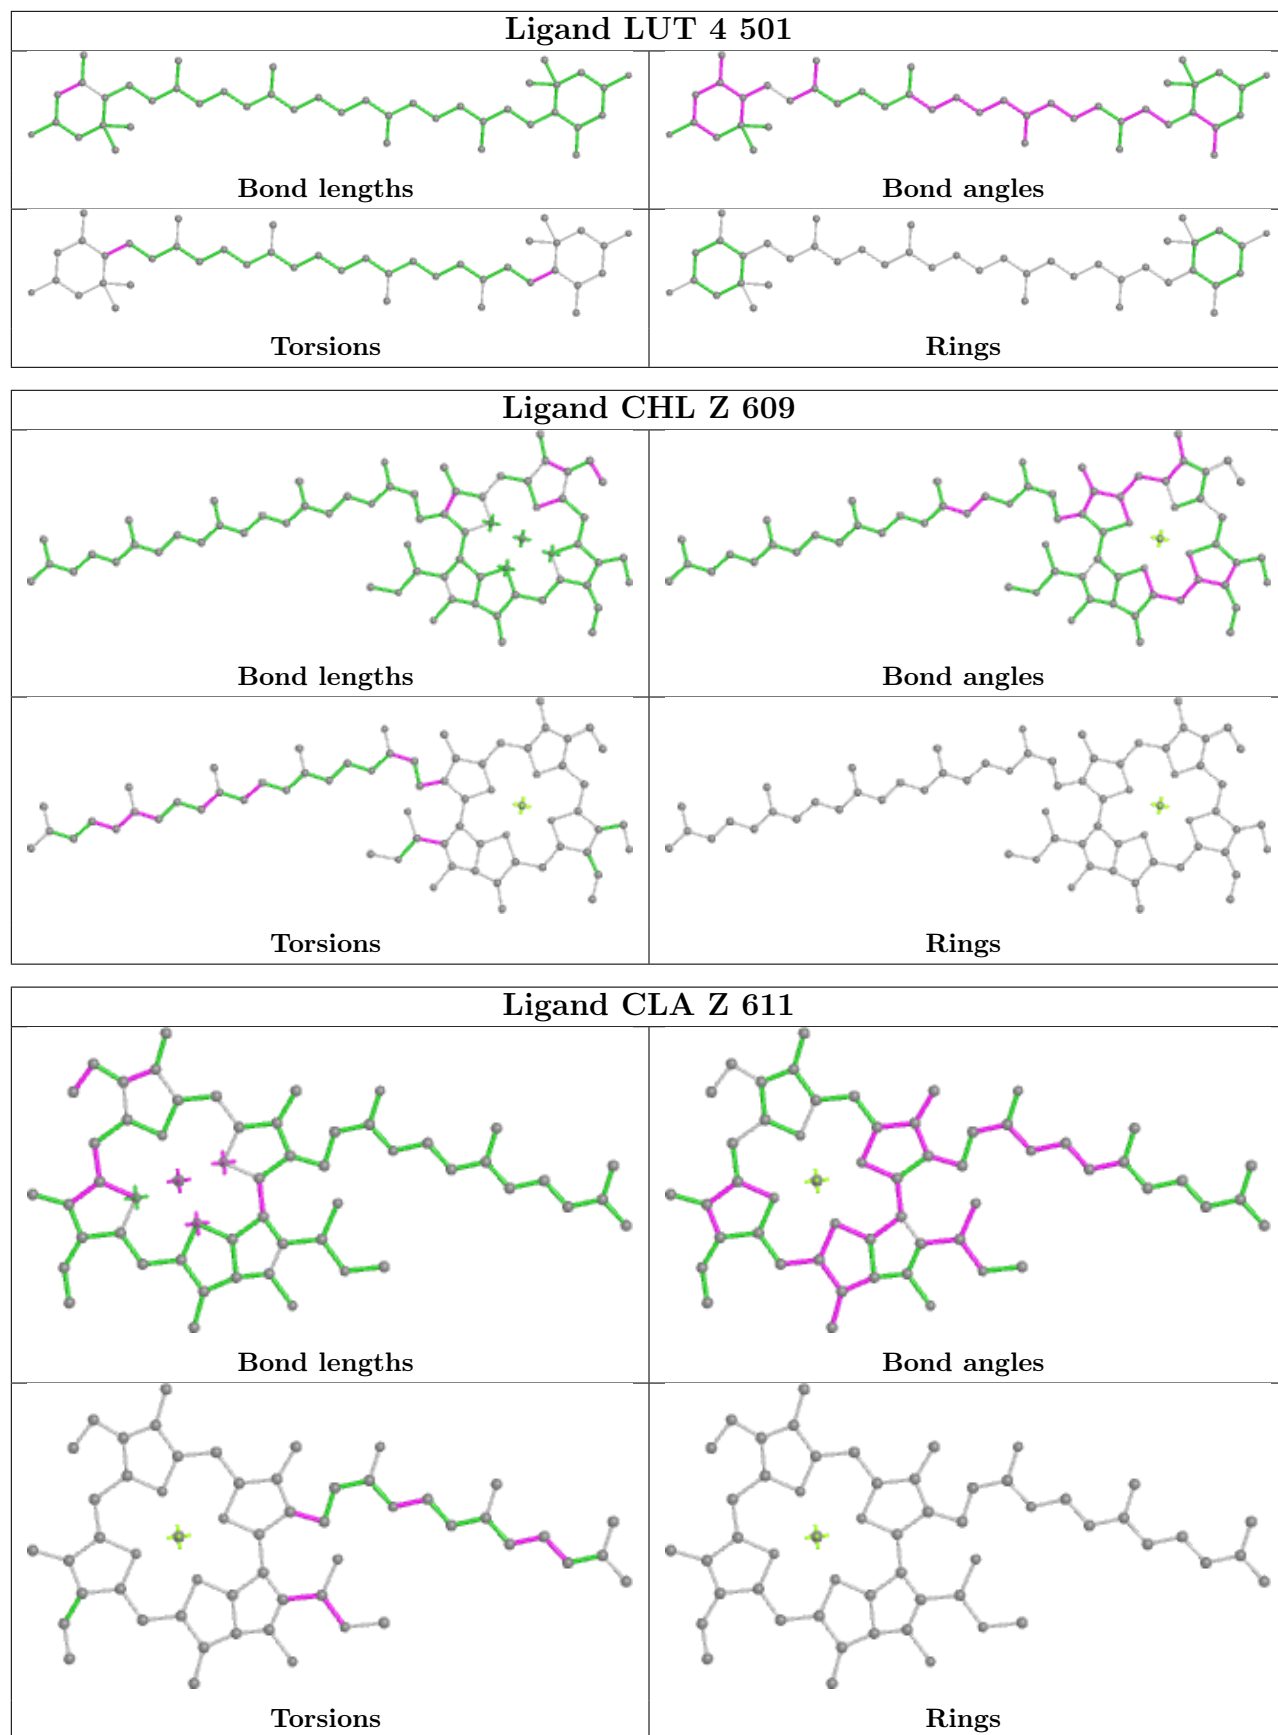 Ligand LUT 4 501
Bond lengths
Bond angles
Torsions
Rings
Ligand CHL Z 609
Bond lengths
Bond angles
Torsions
Rings
Ligand CLA Z 611
Bond lengths
Bond angles
Torsions
Rings